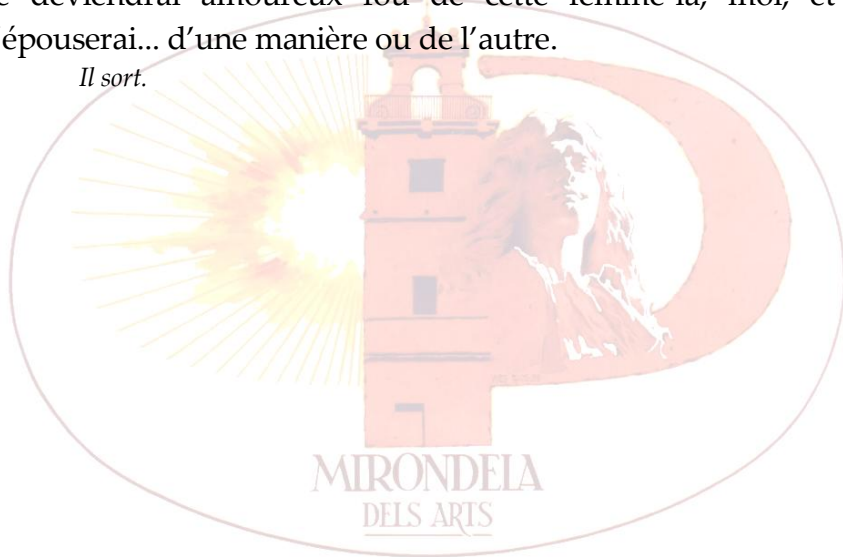 deviendrai amoureux fou de cette femme-là, moi, et
épouserai... d’une manière ou de l’autre.
Il sort.
MIRONDELA
DELS ARTS